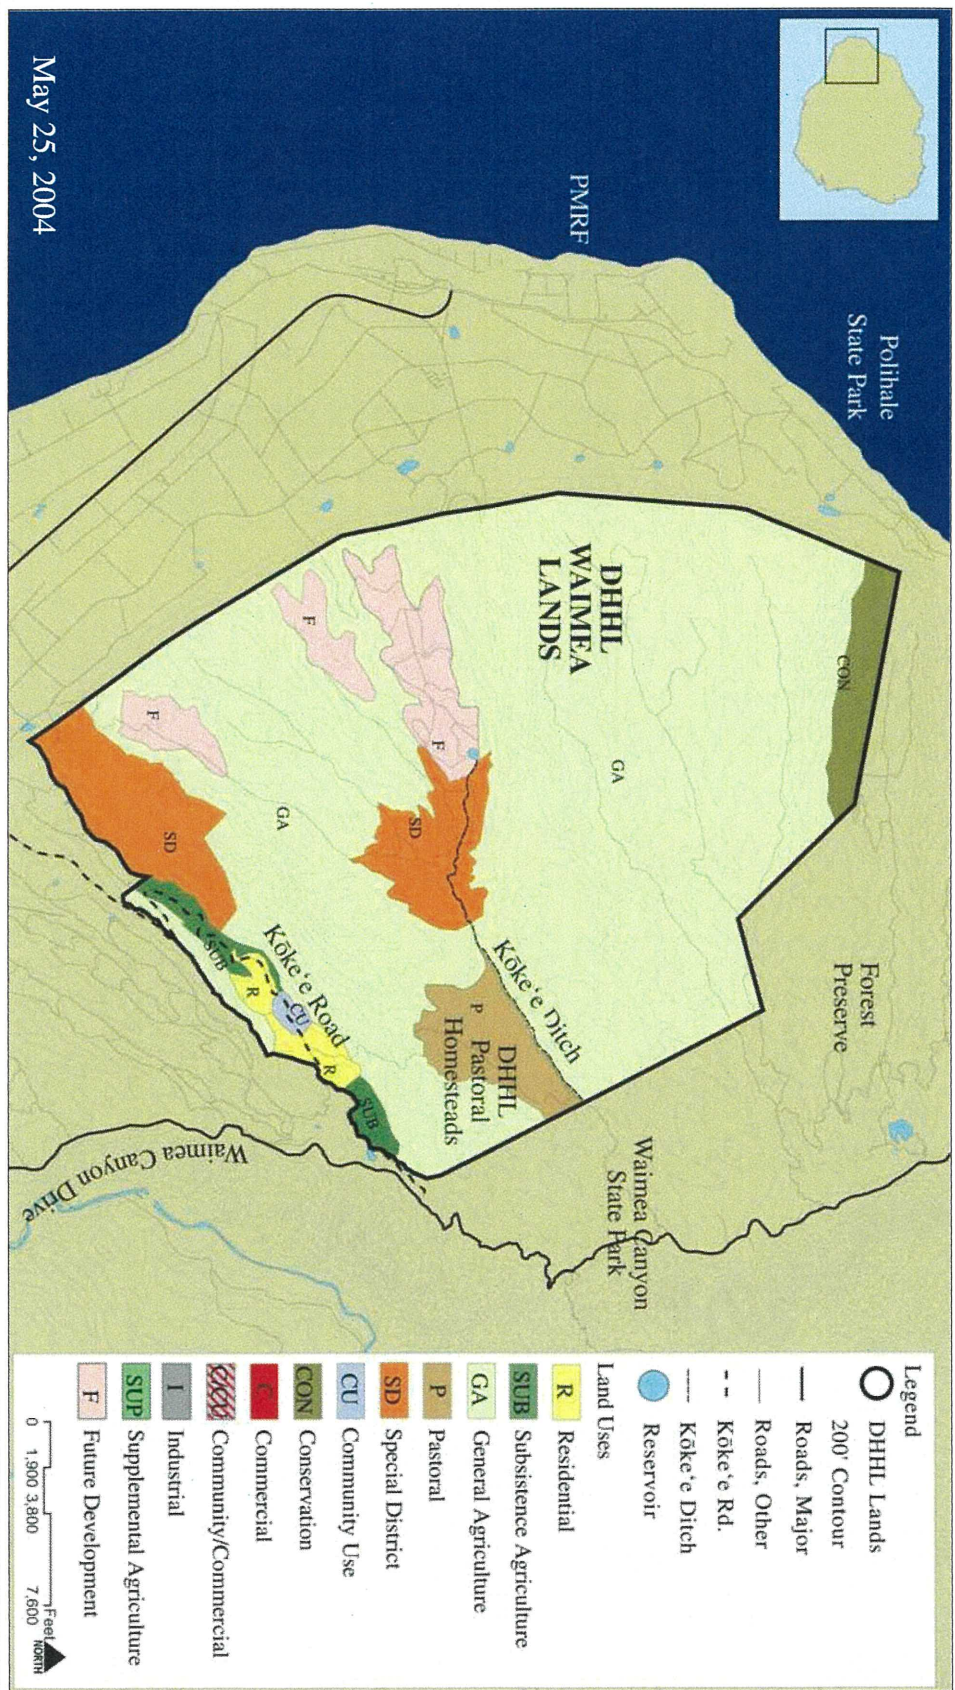 Polihale
State Park
PMRF
May 25, 2004
DHHL
WAIMEA
LANDS
CON
GA
F
F
F
SD
GA
SD
Forest
Preserve
Kōke‘e Ditch
P
DHHL
Pastoral
Homesteads
Kōke‘e Road
SUB
R
CU
R
SUB
Waimea Canyon
State Park
Waimea Canyon Drive
Legend
DHHL Lands
200' Contour
Roads, Major
Roads, Other
Kōke‘e Rd.
Kōke‘e Ditch
Reservoir
Land Uses
R Residential
SUB Subsistence Agriculture
GA General Agriculture
P Pastoral
SD Special District
CU Community Use
CON Conservation
C Commercial
C/CU Community/Commercial
I Industrial
SUP Supplemental Agriculture
F Future Development
0 1,900 3,800 7,600
Feet
NORTH